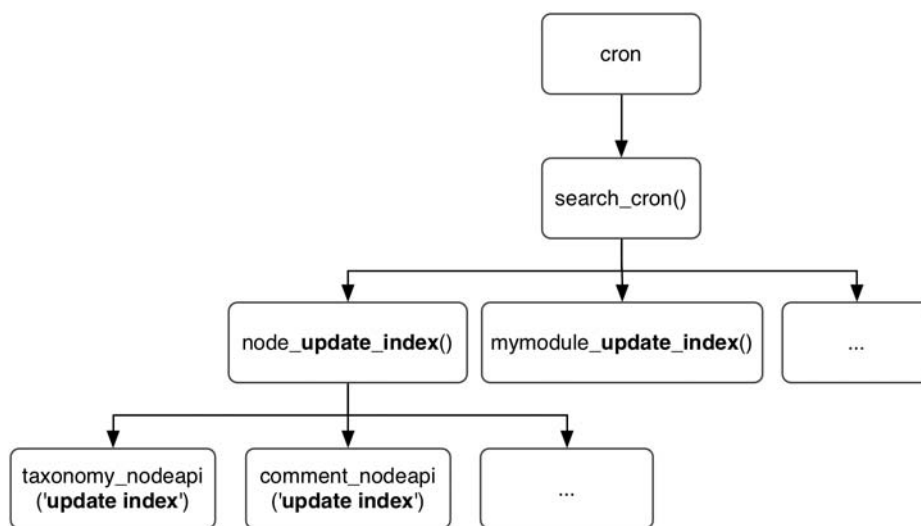 cron
search_cron()
node_update_index()
mymodule_update_index()
...
taxonomy_nodeapi
('update index')
comment_nodeapi
('update index')
...